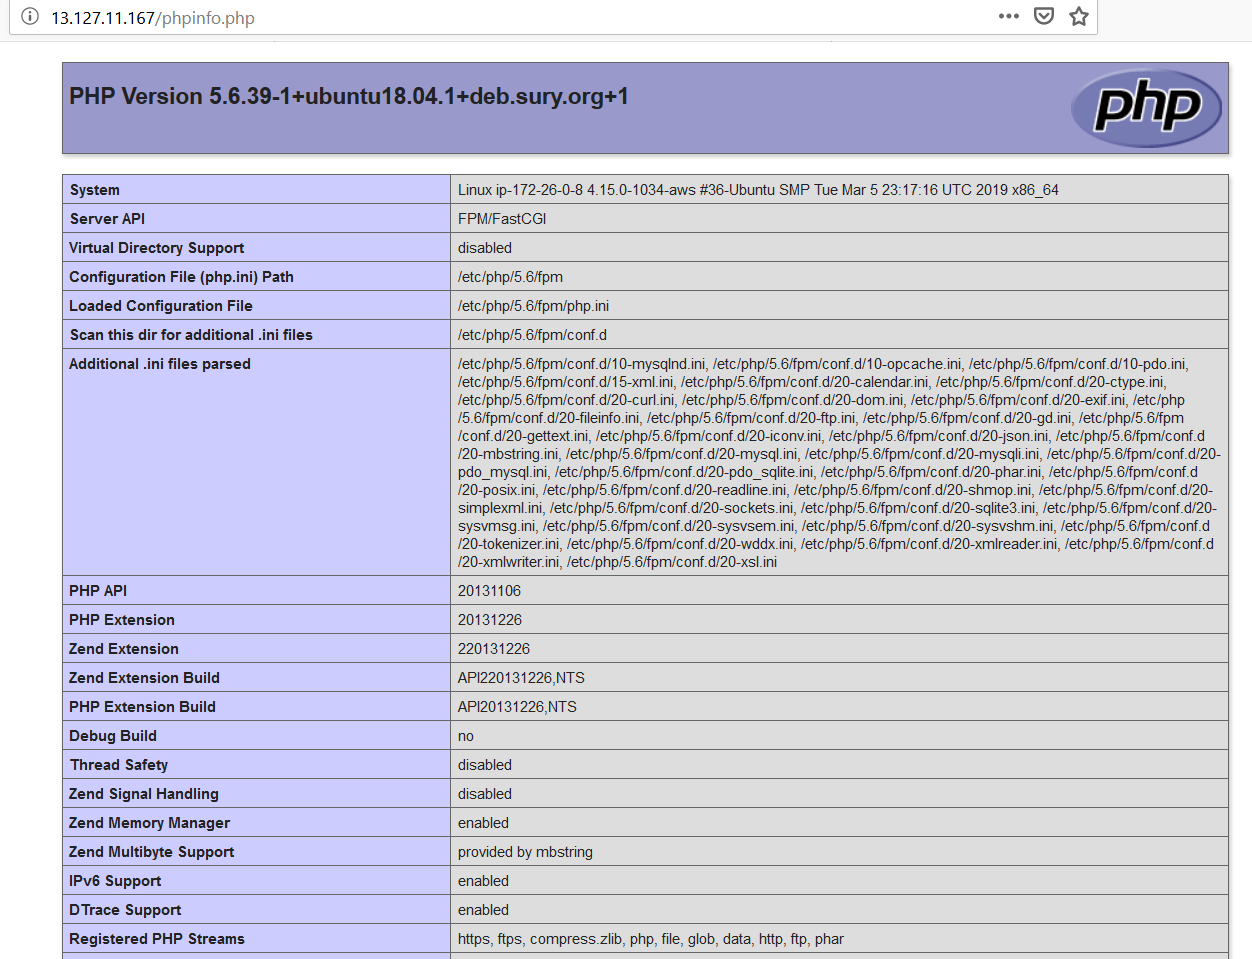 13.127.11.167/phpinfo.php
PHP Version 5.6.39-1+ubuntu18.04.1+deb.sury.org+1
php
System Linux ip-172-26-0-8 4.15.0-1034-aws #36-Ubuntu SMP Tue Mar 5 23:17:16 UTC 2019 x86_64
Server API FPM/FastCGI
Virtual Directory Support disabled
Configuration File (php.ini) Path /etc/php/5.6/fpm
Loaded Configuration File /etc/php/5.6/fpm/php.ini
Scan this dir for additional .ini files /etc/php/5.6/fpm/conf.d
Additional .ini files parsed /etc/php/5.6/fpm/conf.d/10-mysqlnd.ini, /etc/php/5.6/fpm/conf.d/10-opcache.ini, /etc/php/5.6/fpm/conf.d/10-pdo.ini,
/etc/php/5.6/fpm/conf.d/15-xml.ini, /etc/php/5.6/fpm/conf.d/20-calendar.ini, /etc/php/5.6/fpm/conf.d/20-ctype.ini,
/etc/php/5.6/fpm/conf.d/20-curl.ini, /etc/php/5.6/fpm/conf.d/20-dom.ini, /etc/php/5.6/fpm/conf.d/20-exif.ini, /etc/php
/5.6/fpm/conf.d/20-fileinfo.ini, /etc/php/5.6/fpm/conf.d/20-ftp.ini, /etc/php/5.6/fpm/conf.d/20-gd.ini, /etc/php/5.6/fpm
/conf.d/20-gettext.ini, /etc/php/5.6/fpm/conf.d/20-iconv.ini, /etc/php/5.6/fpm/conf.d/20-json.ini, /etc/php/5.6/fpm/conf.d
/20-mbstring.ini, /etc/php/5.6/fpm/conf.d/20-mysql.ini, /etc/php/5.6/fpm/conf.d/20-mysqli.ini, /etc/php/5.6/fpm/conf.d/20-
pdo_mysql.ini, /etc/php/5.6/fpm/conf.d/20-pdo_sqlite.ini, /etc/php/5.6/fpm/conf.d/20-phar.ini, /etc/php/5.6/fpm/conf.d
/20-posix.ini, /etc/php/5.6/fpm/conf.d/20-readline.ini, /etc/php/5.6/fpm/conf.d/20-shmop.ini, /etc/php/5.6/fpm/conf.d/20-
simplexml.ini, /etc/php/5.6/fpm/conf.d/20-sockets.ini, /etc/php/5.6/fpm/conf.d/20-sqlite3.ini, /etc/php/5.6/fpm/conf.d/20-
sysvmsg.ini, /etc/php/5.6/fpm/conf.d/20-sysvsem.ini, /etc/php/5.6/fpm/conf.d/20-sysvshm.ini, /etc/php/5.6/fpm/conf.d
/20-tokenizer.ini, /etc/php/5.6/fpm/conf.d/20-wddx.ini, /etc/php/5.6/fpm/conf.d/20-xmlreader.ini, /etc/php/5.6/fpm/conf.d
/20-xmlwriter.ini, /etc/php/5.6/fpm/conf.d/20-xsl.ini
PHP API 20131106
PHP Extension 20131226
Zend Extension 220131226
Zend Extension Build API220131226,NTS
PHP Extension Build API20131226,NTS
Debug Build no
Thread Safety disabled
Zend Signal Handling disabled
Zend Memory Manager enabled
Zend Multibyte Support provided by mbstring
IPv6 Support enabled
DTrace Support enabled
Registered PHP Streams https, ftps, compress.zlib, php, file, glob, data, http, ftp, phar